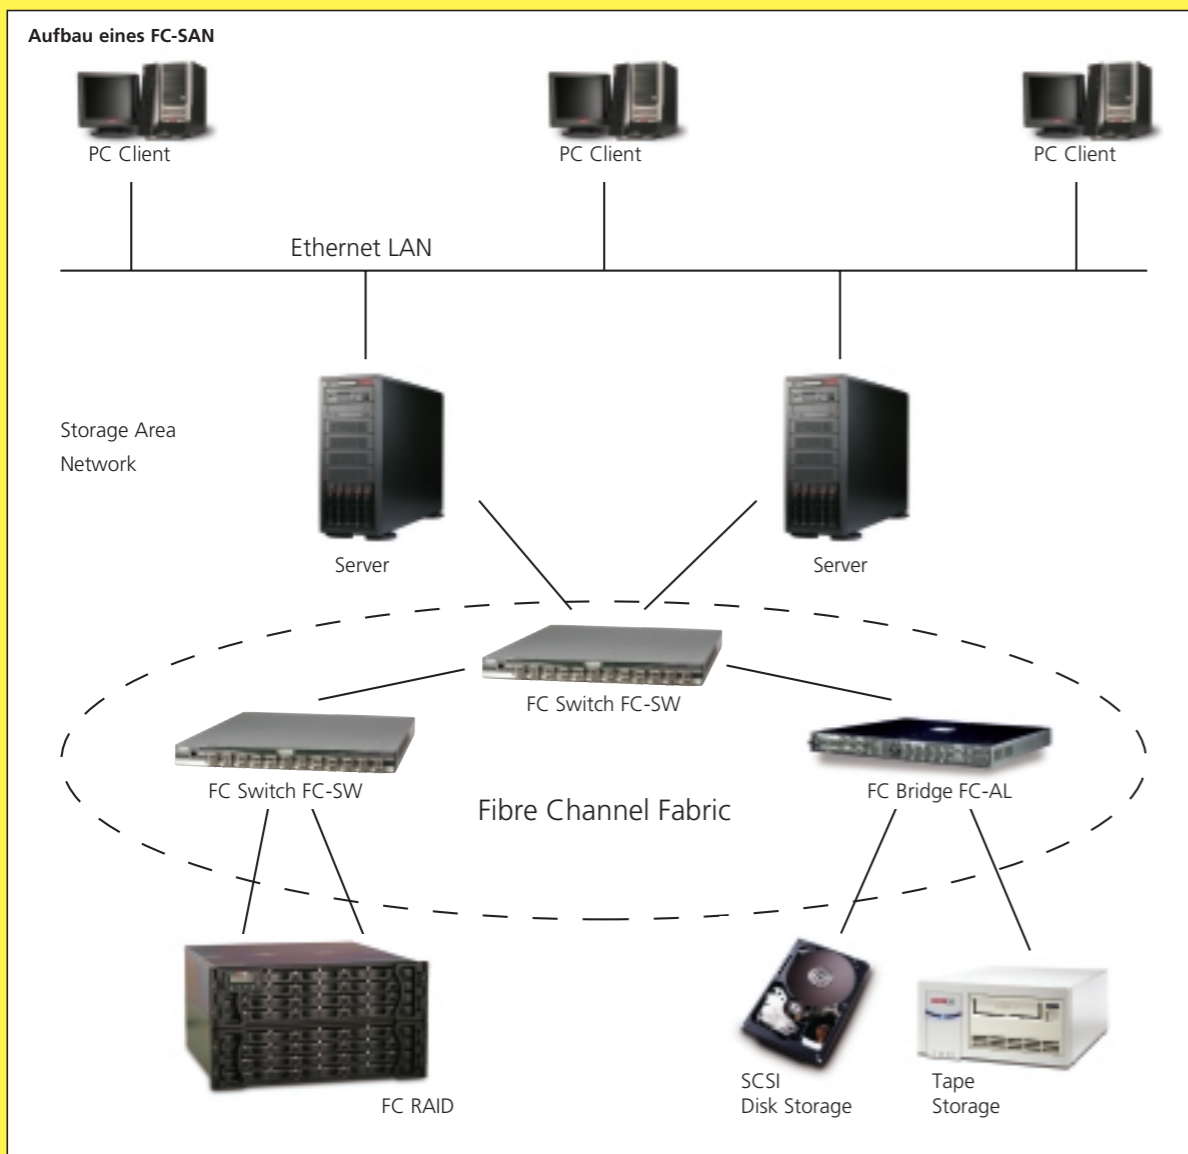 Aufbau eines FC-SAN
PC Client
PC Client
PC Client
Ethernet LAN
Storage Area
Network
Server
Server
FC Switch FC-SW
FC Switch FC-SW
FC Bridge FC-AL
Fibre Channel Fabric
FC RAID
SCSI
Disk Storage
Tape
Storage